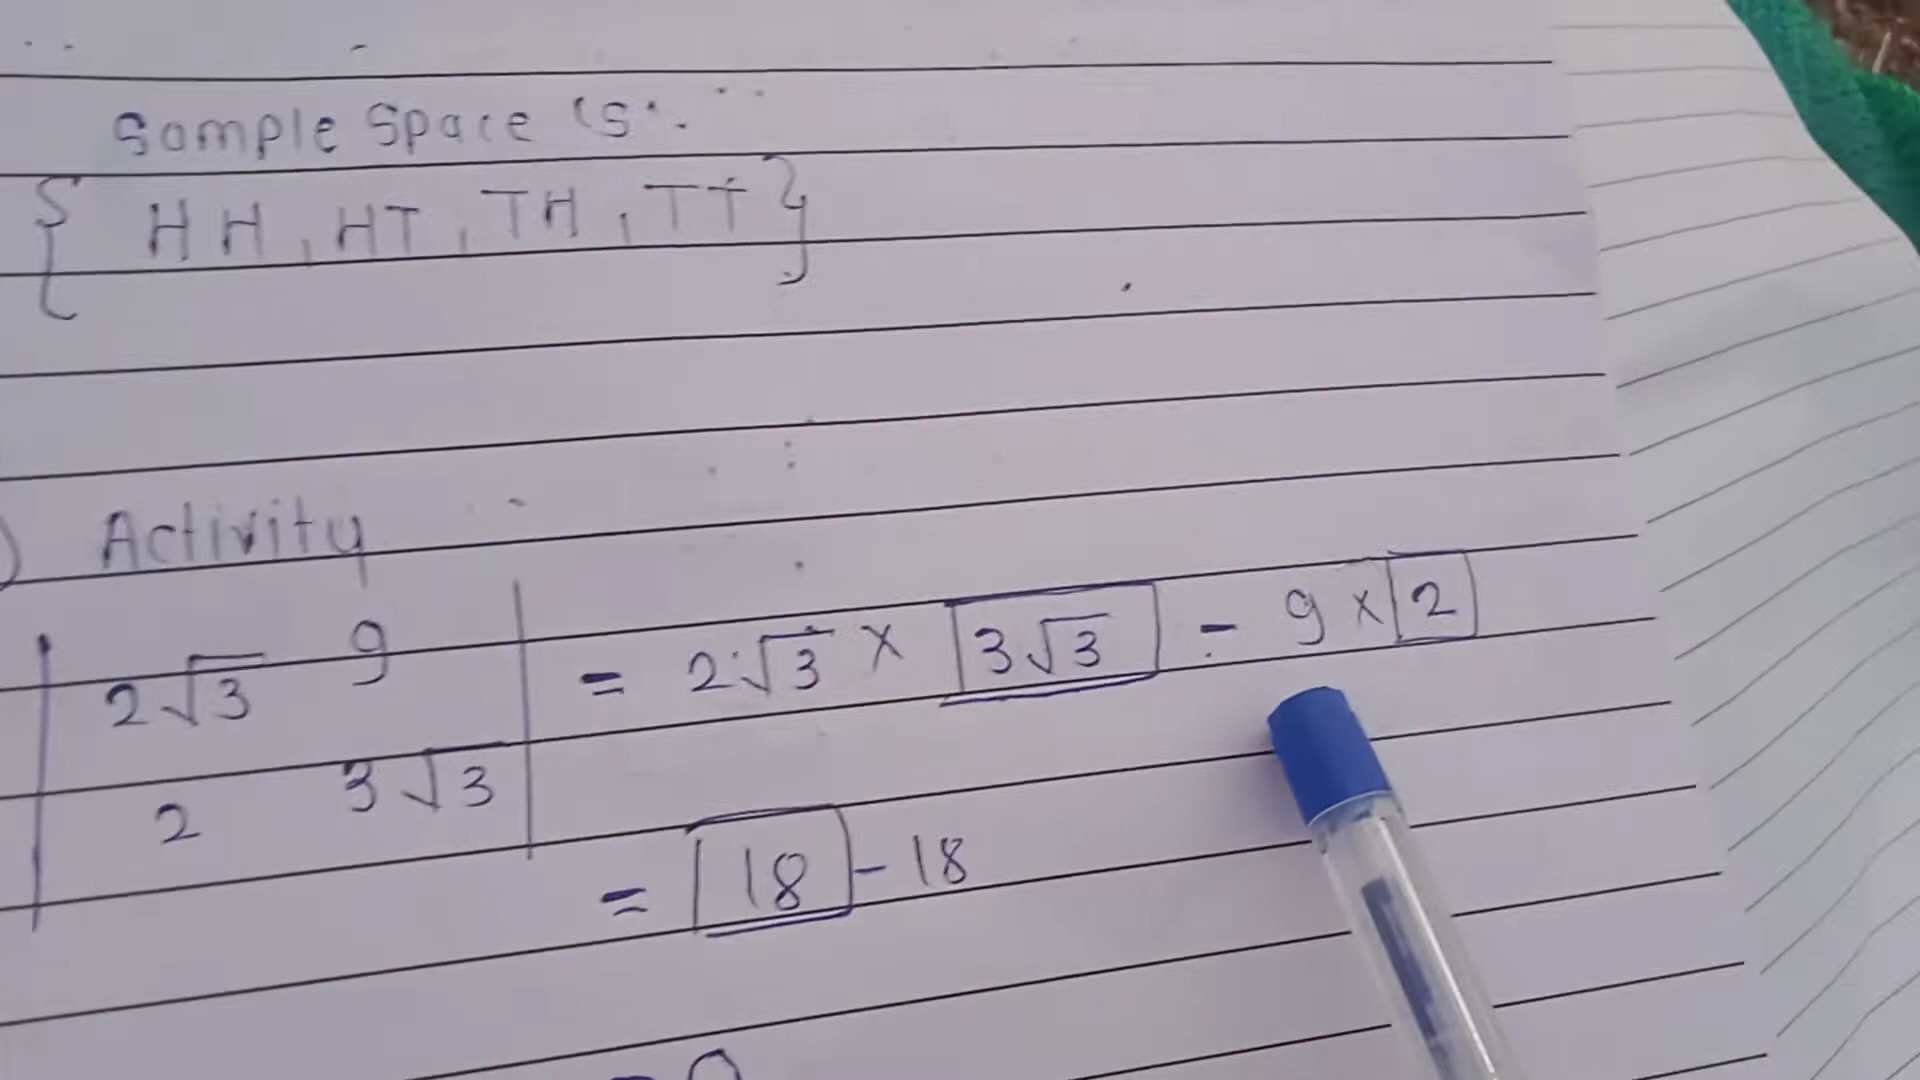 Sample Space is:
{ HH, HT, TH, TT }
) Activity
| 2√3 9 | = 2√3 × 3√3 - 9 × 2
| 2 3√3 |
= 18 - 18